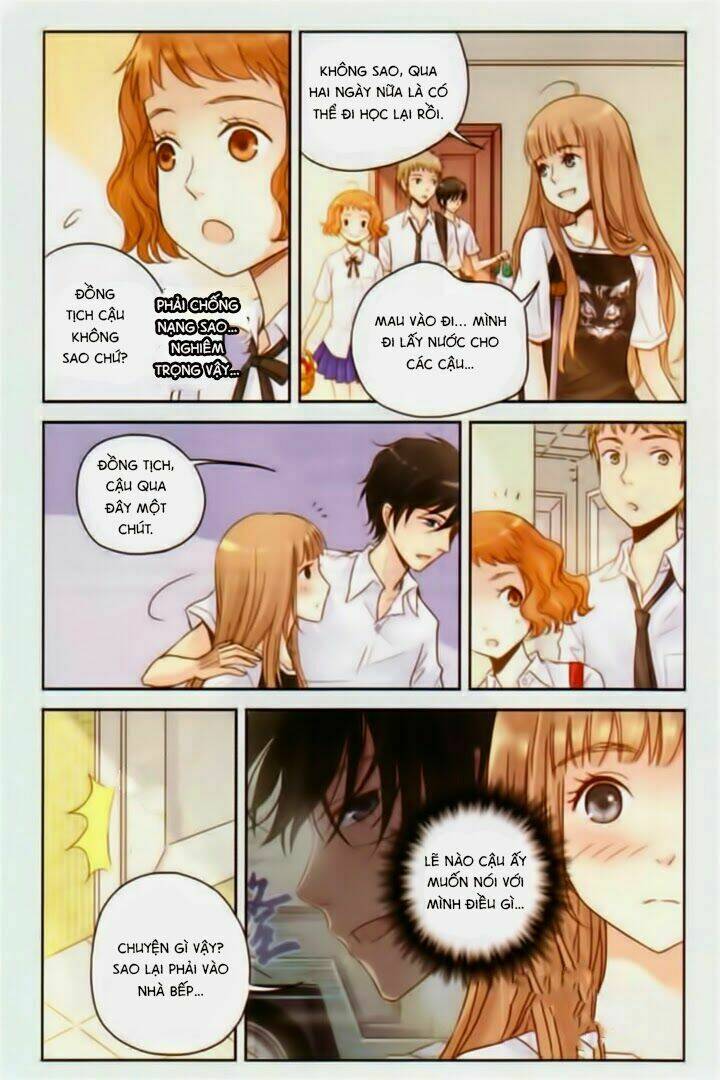 ĐỒNG
TỊCH CẬU
KHÔNG
SAO CHỨ?
PHẢI CHỐNG
NẠNG SAO...
NGHIÊM
TRỌNG VẬY...
KHÔNG SAO, QUA
HAI NGÀY NỮA LÀ CÓ
THỂ ĐI HỌC LẠI RỒI.
MAU VÀO ĐI... MÌNH
ĐI LẤY NƯỚC CHO
CÁC CẬU...
ĐỒNG TỊCH,
CẬU QUA
ĐÂY MỘT
CHÚT.
CHUYỆN GÌ VẬY?
SAO LẠI PHẢI VÀO
NHÀ BẾP...
LẼ NÀO CẬU ẤY
MUỐN NÓI VỚI
MÌNH ĐIỀU GÌ...